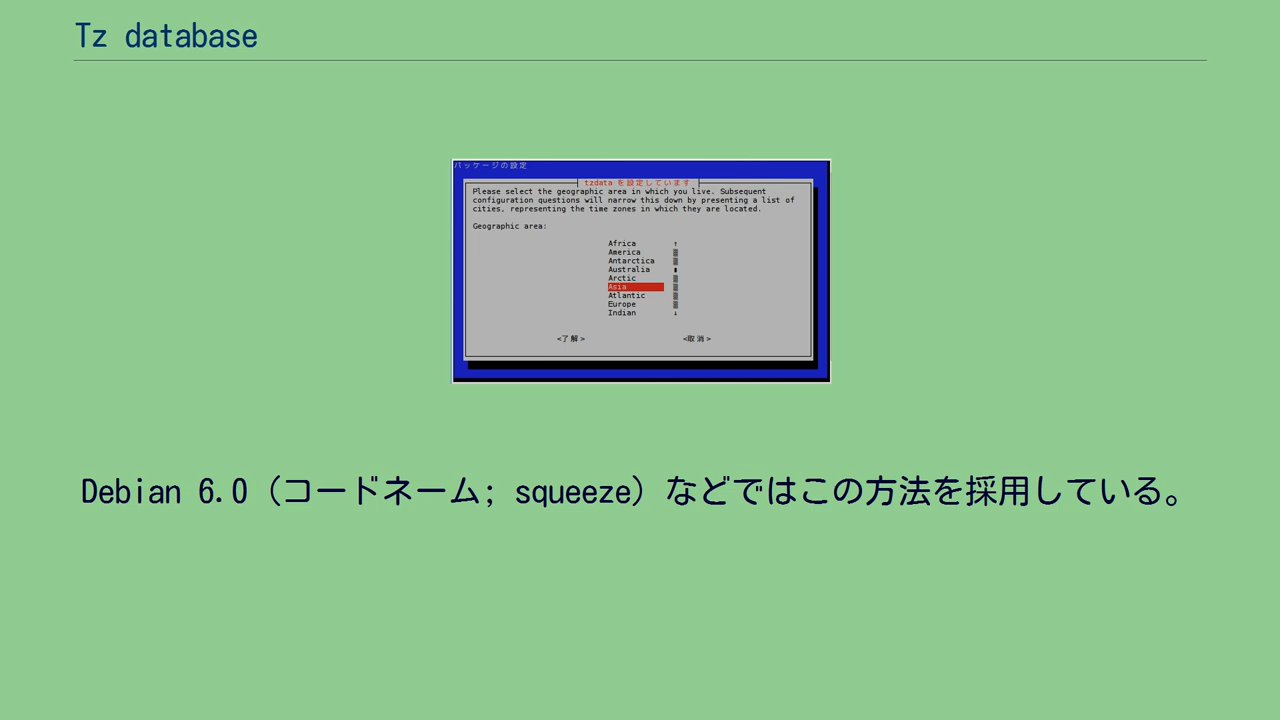 Tz database
パッケージの設定
tzdata を設定しています
Please select the geographic area in which you live. Subsequent
configuration questions will narrow this down by presenting a list of
cities, representing the time zones in which they are located.
Geographic area:
Africa
America
Antarctica
Australia
Arctic
Asia
Atlantic
Europe
Indian
<了解> <取消>
Debian 6.0（コードネーム; squeeze）などではこの方法を採用している。